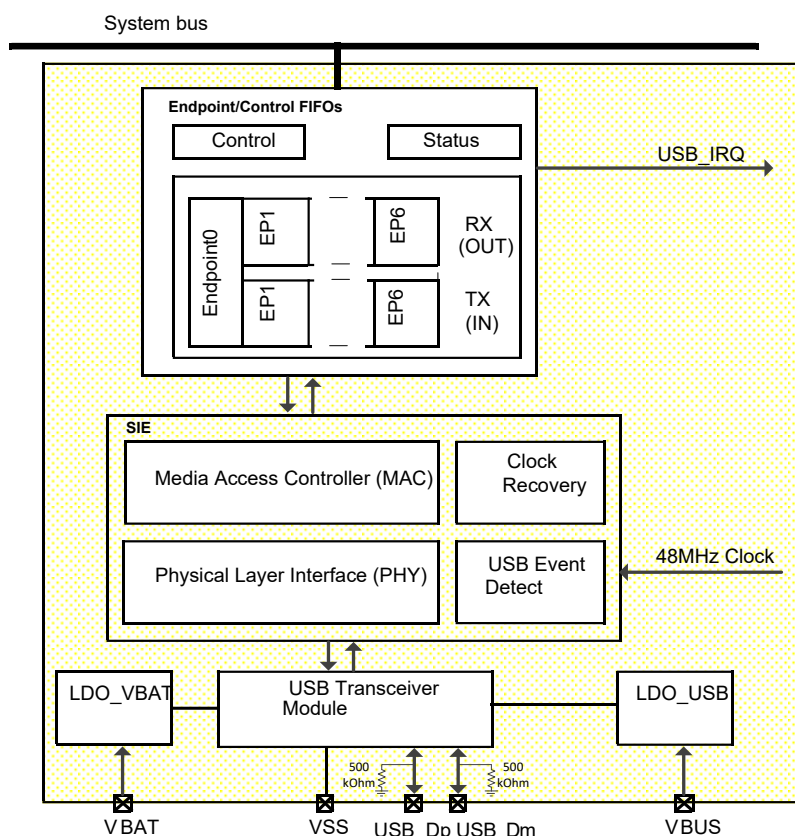 System bus
Endpoint/Control FIFOs
Control
Status
USB_IRQ
Endpoint0
EP1
EP6
RX
(OUT)
EP1
EP6
TX
(IN)
SIE
Media Access Controller (MAC)
Clock
Recovery
48MHz Clock
Physical Layer Interface (PHY)
USB Event
Detect
LDO_VBAT
USB Transceiver
Module
LDO_USB
500
kOhm
500
kOhm
VBAT
VSS
USB_Dp
USB_Dm
VBUS